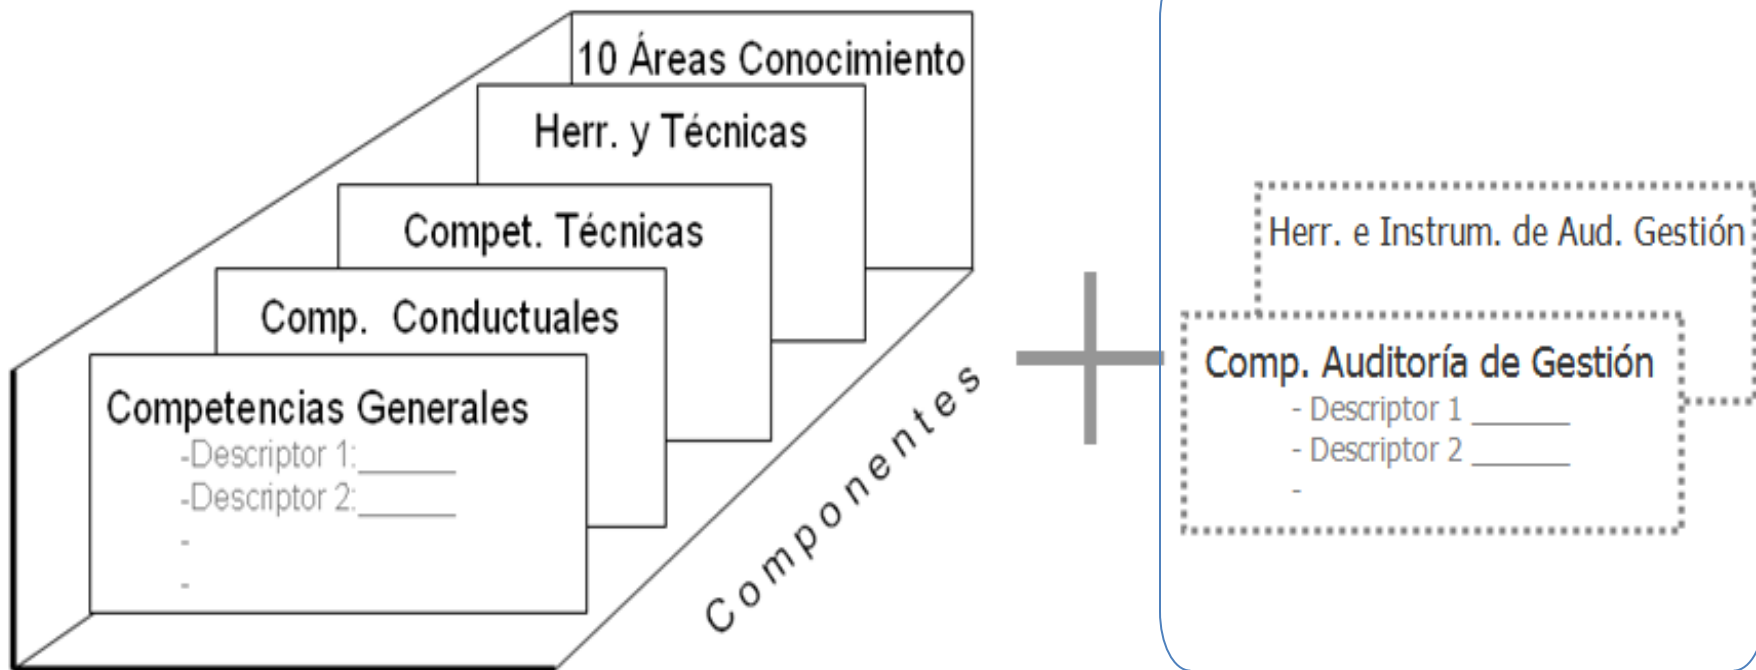 10 Áreas Conocimiento
Herr. y Técnicas
Compet. Técnicas
Comp. Conductuales
Competencias Generales
-Descriptor 1:______
-Descriptor 2:______
-
-
Componentes
Herr. e Instrum. de Aud. Gestión
Comp. Auditoría de Gestión
- Descriptor 1 ______
- Descriptor 2 ______
-